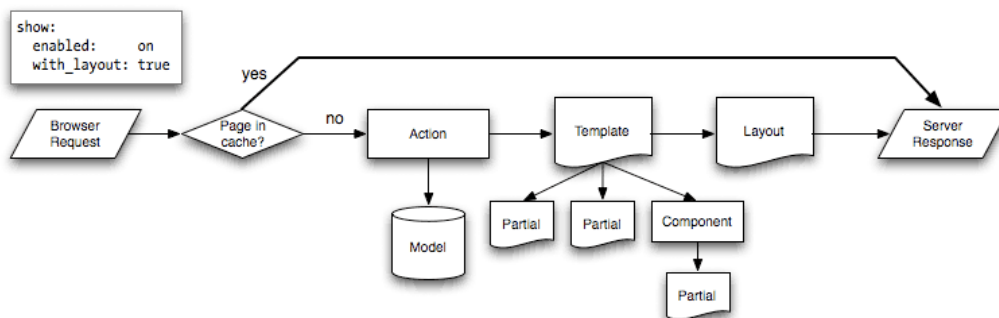 show:
enabled: on
with_layout: true
yes
Browser
Request
Page in
cache?
no
Action
Template
Layout
Server
Response
Model
Partial
Partial
Component
Partial